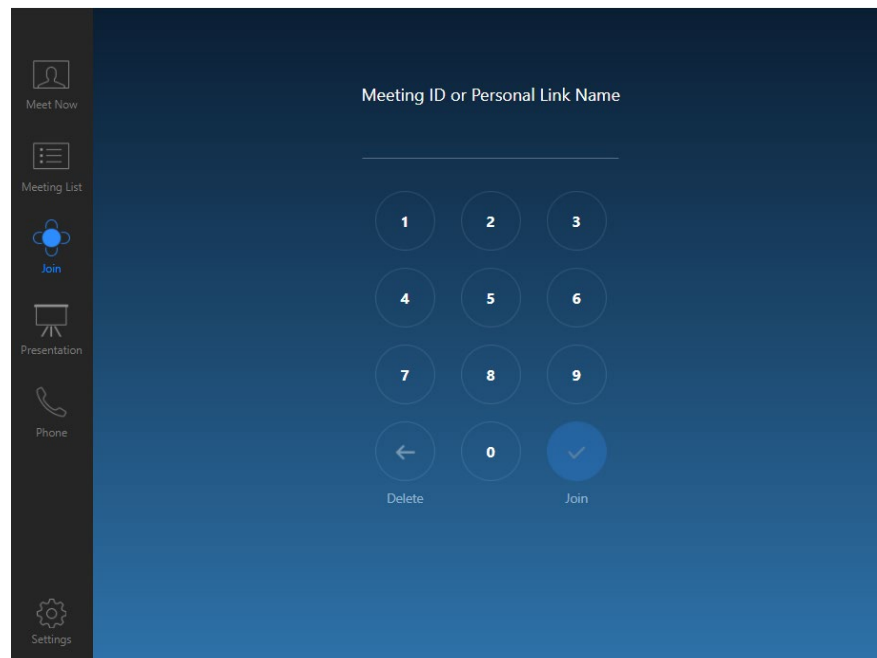 Meet Now
Meeting List
Join
Presentation
Phone
Settings
Meeting ID or Personal Link Name
1 2 3
4 5 6
7 8 9
0
Delete Join